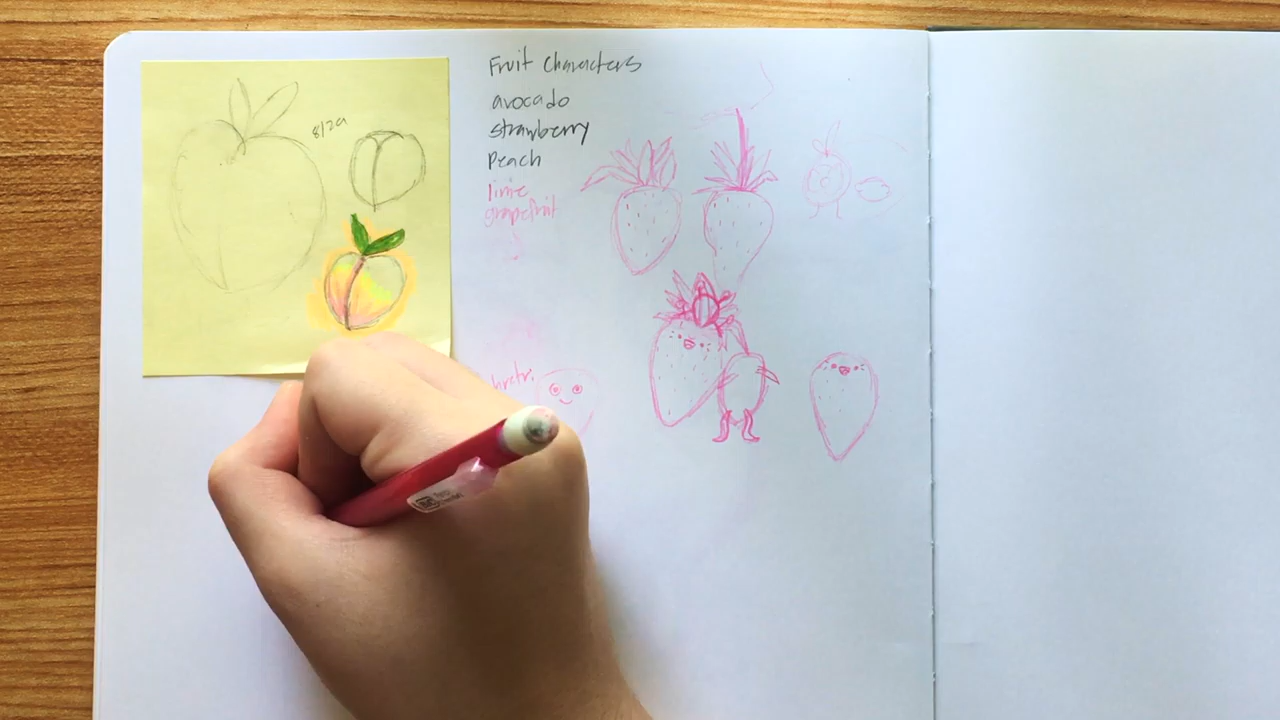 8/29
Fruit Characters
avocado
strawberry
Peach
lime
grapefruit